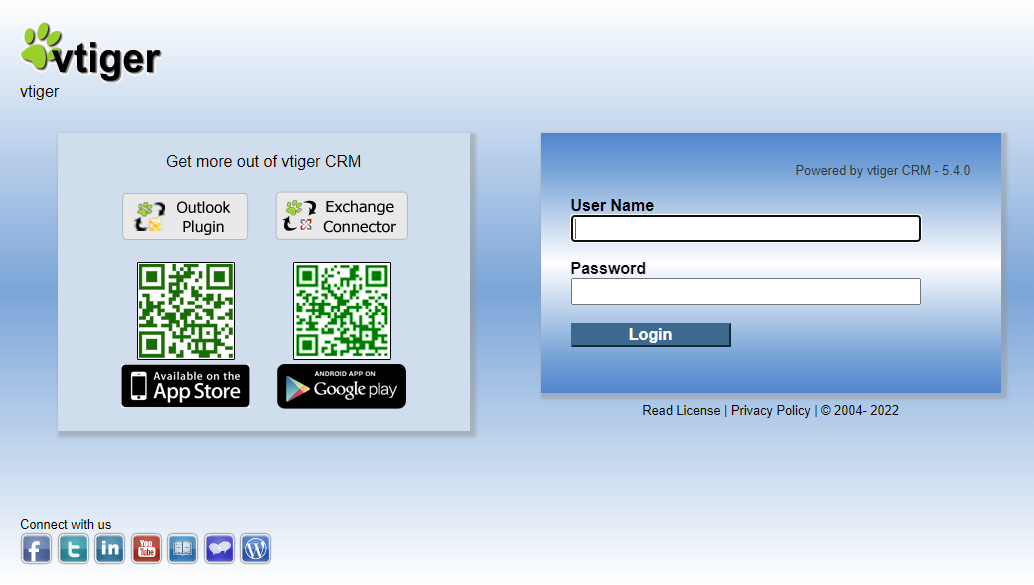 vtiger
vtiger
Get more out of vtiger CRM
Outlook
Plugin
Exchange
Connector
Available on the
App Store
ANDROID APP ON
Google play
Powered by vtiger CRM - 5.4.0
User Name
Password
Login
Read License | Privacy Policy | © 2004- 2022
Connect with us
f
t
in
You
Tube
W